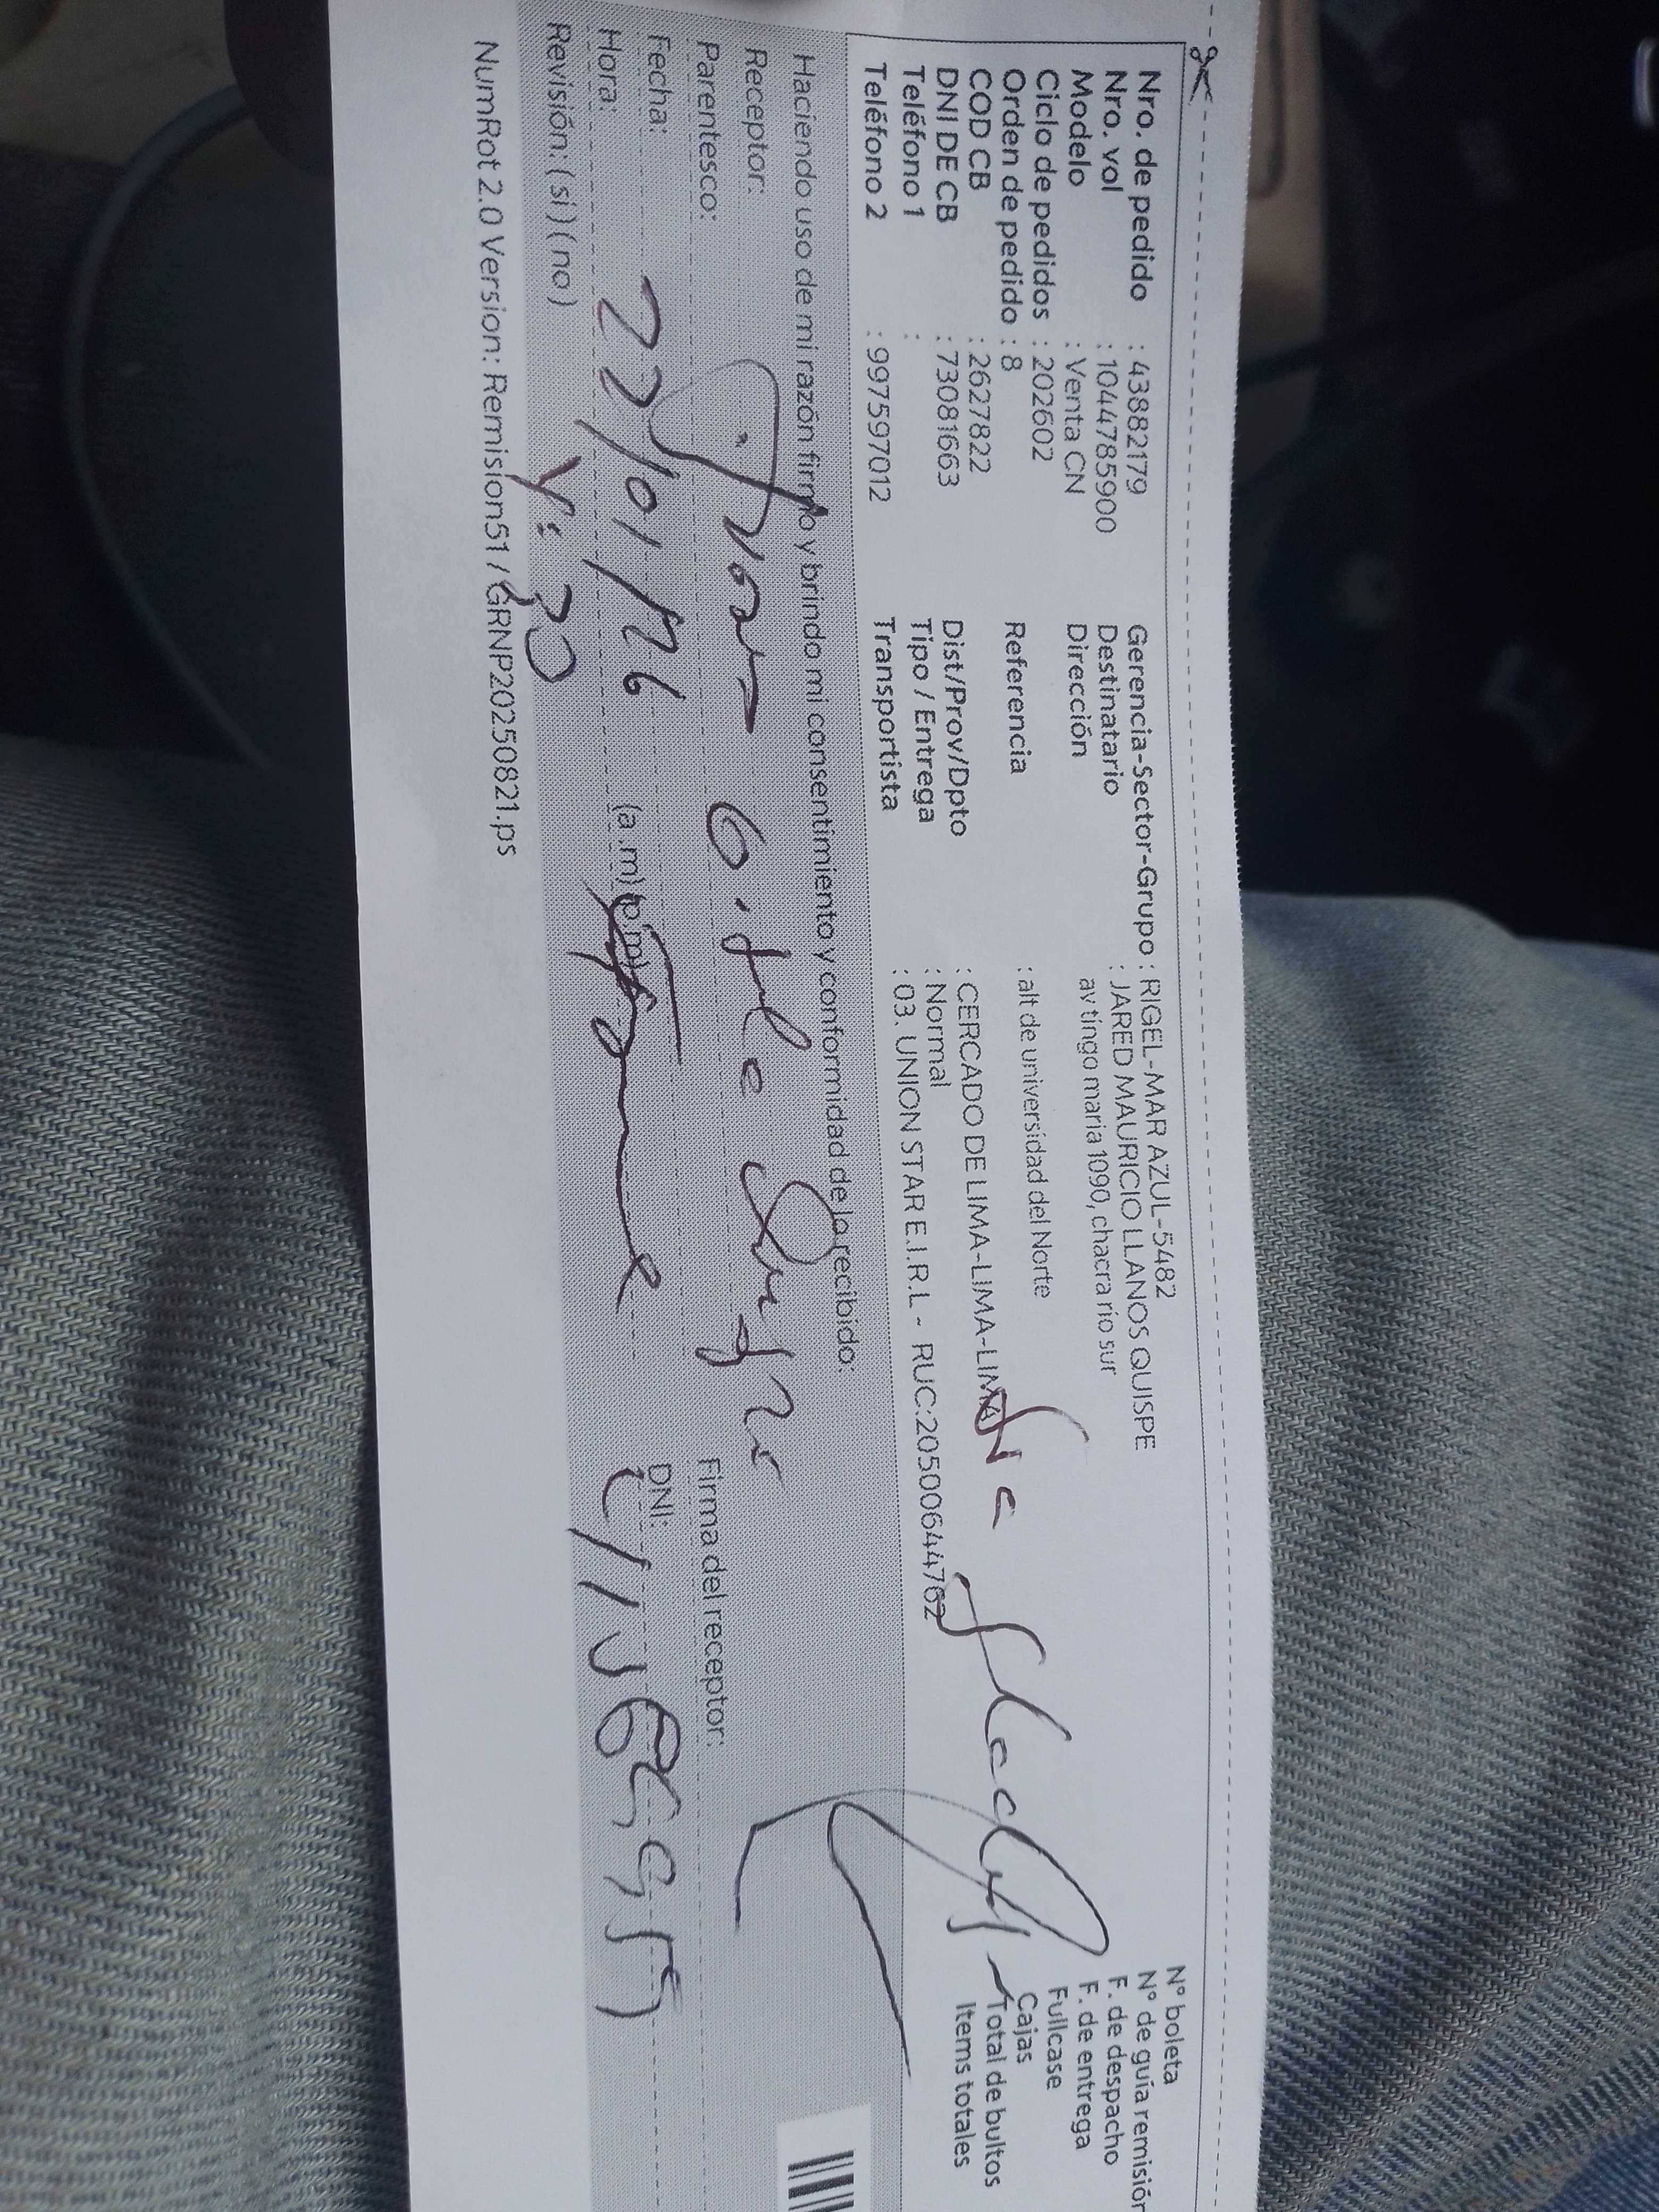 Nro. de pedido : 43882179
Nro. vol : 10447785900
Modelo : Venta CN
Ciclo de pedidos : 202602
Orden de pedido : 8
COD CB : 2627822
DNI DE CB : 73081663
Teléfono 1 :
Teléfono 2 : 997597012
Gerencia-Sector-Grupo : RIGEL-MAR AZUL-5482
Destinatario : JARED MAURICIO LLANOS QUISPE
Dirección av tingo maria 1090, chacra rio sur
Referencia : alt de universidad del Norte
Dist/Prov/Dpto : CERCADO DE LIMA-LIMA-LIMA
Tipo / Entrega : Normal
Transportista : 03. UNION STAR E.I.R.L - RUC:20500644762
N° boleta
N° de guía remisión
F. de despacho
F. de entrega
Fullcase
Cajas
Total de bultos
Items totales
Haciendo uso de mi razón firmo y brindo mi consentimiento y conformidad de lo recibido:
Receptor:
Parentesco:
Firma del receptor:
Fecha: 22/01/26
DNI:
Hora: (a.m)(p.m)
Revisión: (si)(no)
NumRot 2.0 Version: Remision51 / GRNP20250821.ps